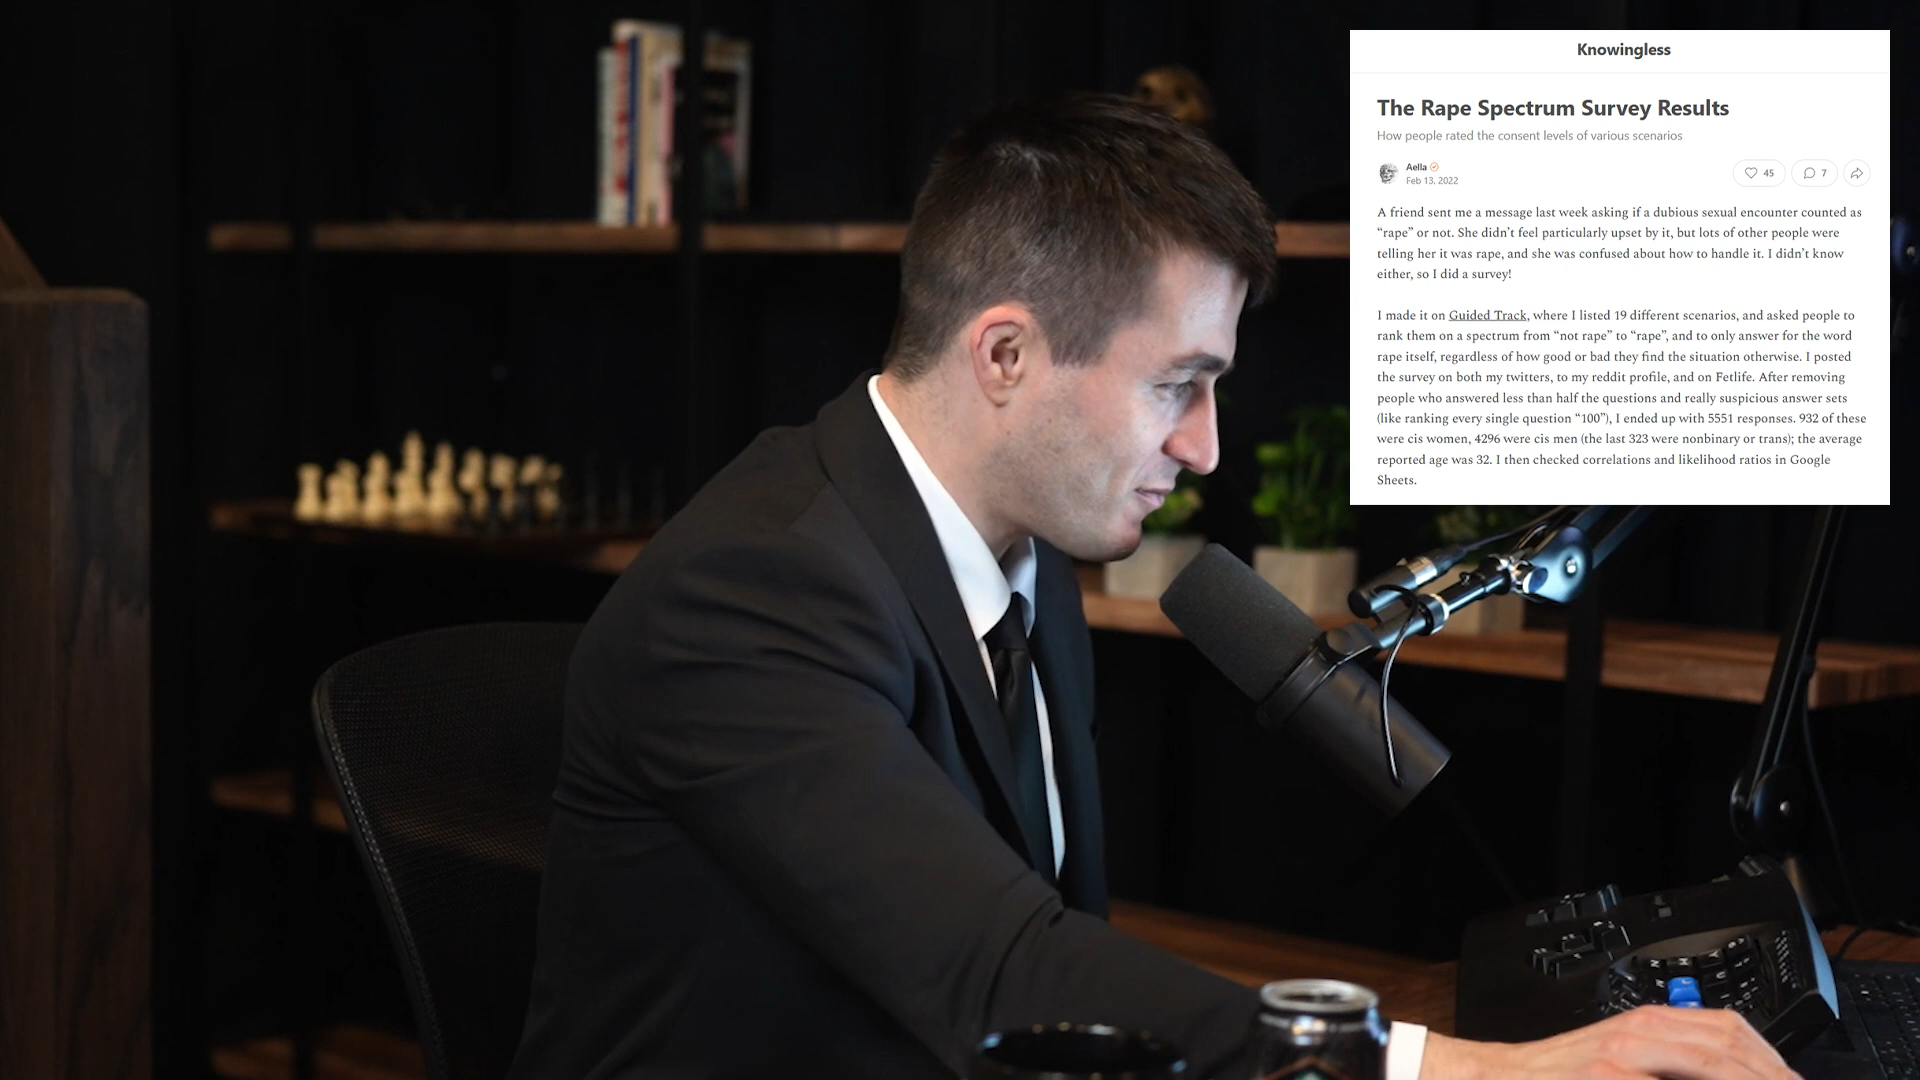 Knowingless
The Rape Spectrum Survey Results
How people rated the consent levels of various scenarios
Aella
Feb 13, 2022
45
7
A friend sent me a message last week asking if a dubious sexual encounter counted as
“rape” or not. She didn’t feel particularly upset by it, but lots of other people were
telling her it was rape, and she was confused about how to handle it. I didn’t know
either, so I did a survey!
I made it on Guided Track, where I listed 19 different scenarios, and asked people to
rank them on a spectrum from “not rape” to “rape”, and to only answer for the word
rape itself, regardless of how good or bad they find the situation otherwise. I posted
the survey on both my twitters, to my reddit profile, and on Fetlife. After removing
people who answered less than half the questions and really suspicious answer sets
(like ranking every single question “100”), I ended up with 5551 responses. 932 of these
were cis women, 4296 were cis men (the last 323 were nonbinary or trans); the average
reported age was 32. I then checked correlations and likelihood ratios in Google
Sheets.